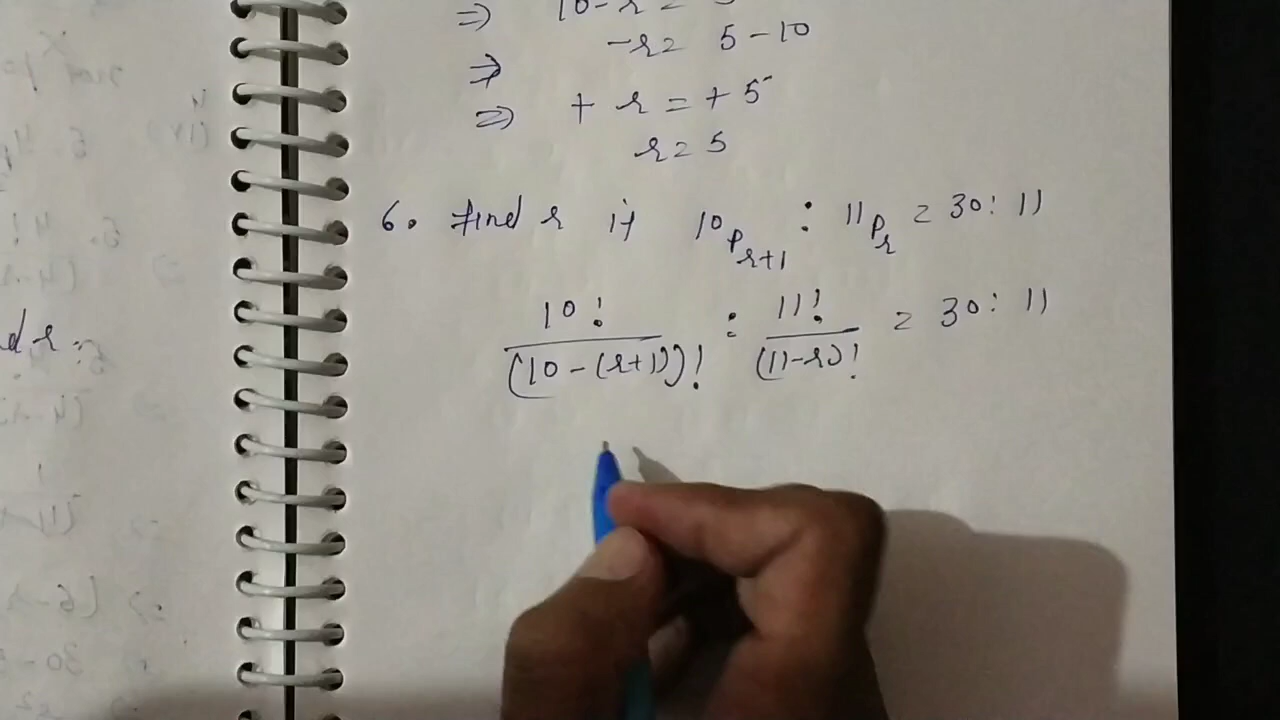 ⇒ 10-r = 5
⇒ -r = 5-10
⇒ + r = + 5
r = 5
6. find r if 10P_{r+1} : 11P_r = 30 : 11
10! / (10-(r+1))! : 11! / (11-r)! = 30 : 11
d r.